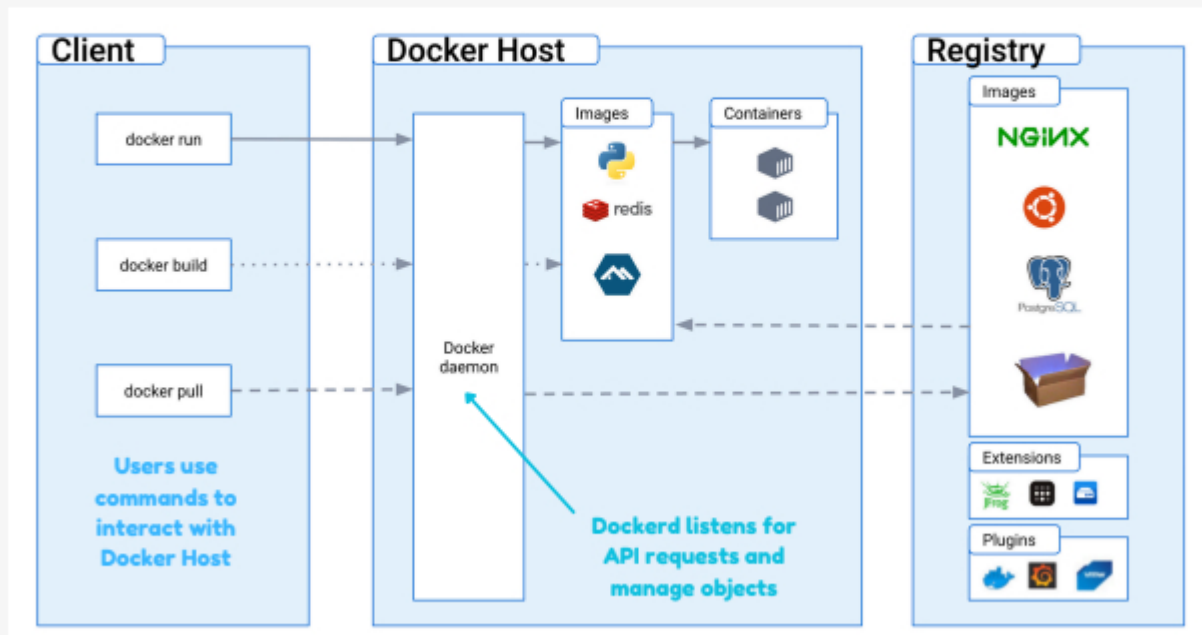 Client
docker run
docker build
docker pull
Users use
commands to
interact with
Docker Host
Docker Host
Docker
daemon
Images
redis
Containers
Dockerd listens for
API requests and
manage objects
Registry
Images
NGINX
PostgreSQL
Extensions
JFrog
Plugins